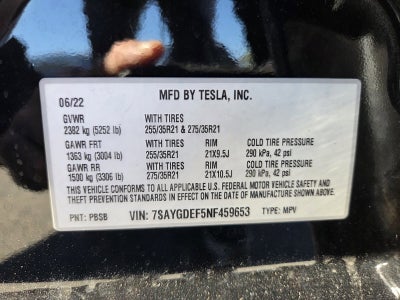 06/22 MFD BY TESLA, INC.
GVWR WITH TIRES
2382 kg (5252 lb) 255/35R21 & 275/35R21
GAWR FRT WITH TIRES RIM COLD TIRE PRESSURE
1363 kg (3004 lb) 255/35R21 21X9.5J 290 kPa, 42 psi
GAWR RR WITH TIRES RIM COLD TIRE PRESSURE
1500 kg (3306 lb) 275/35R21 21X10.5J 290 kPa, 42 psi
THIS VEHICLE CONFORMS TO ALL APPLICABLE U.S. FEDERAL MOTOR VEHICLE SAFETY AND
THEFT PREVENTION STANDARDS IN EFFECT ON THE DATE OF MANUFACTURE SHOWN ABOVE.
PNT: PBSB VIN: 7SAYGDEF5NF459653 TYPE: MPV